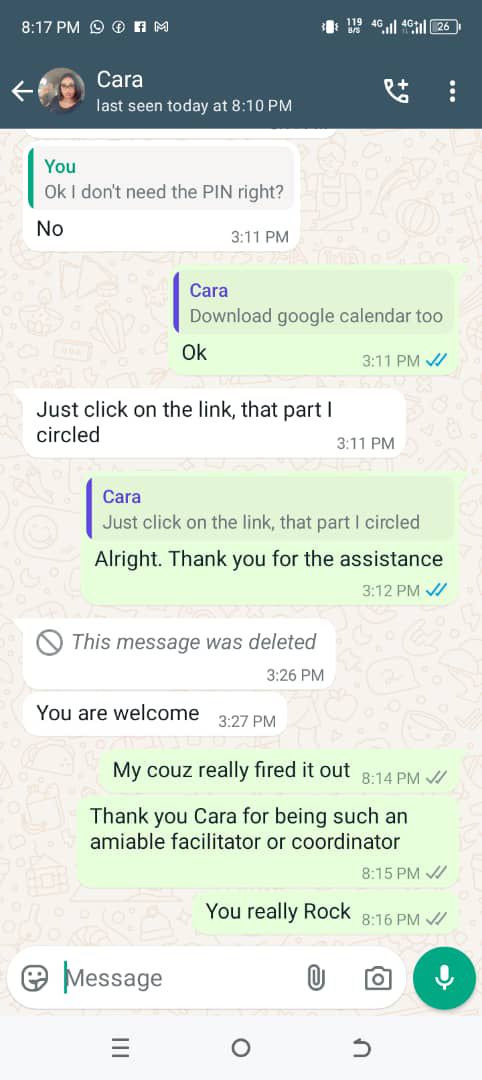 8:17 PM 119 B/S 4G 4G+ 26
Cara
last seen today at 8:10 PM
You
Ok I don't need the PIN right?
No
3:11 PM
Cara
Download google calendar too
Ok
3:11 PM
Just click on the link, that part I
circled
3:11 PM
Cara
Just click on the link, that part I circled
Alright. Thank you for the assistance
3:12 PM
This message was deleted
3:26 PM
You are welcome 3:27 PM
My couz really fired it out 8:14 PM
Thank you Cara for being such an
amiable facilitator or coordinator
8:15 PM
You really Rock 8:16 PM
Message